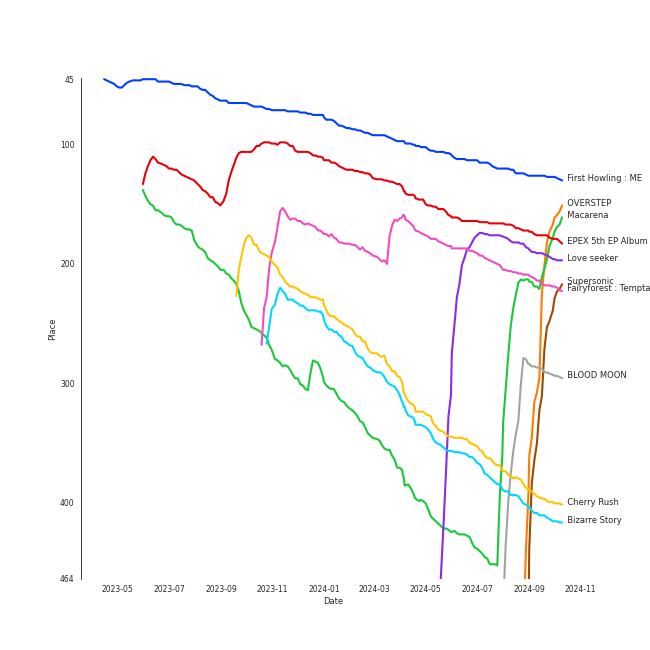 45
100
200
300
400
464
Place
2023-05 2023-07 2023-09 2023-11 2024-01 2024-03 2024-05 2024-07 2024-09 2024-11
Date
First Howling : ME
OVERSTEP
Macarena
EPEX 5th EP Album
Love seeker
Supersonic
Fairyforest : Tempta
BLOOD MOON
Cherry Rush
Bizarre Story